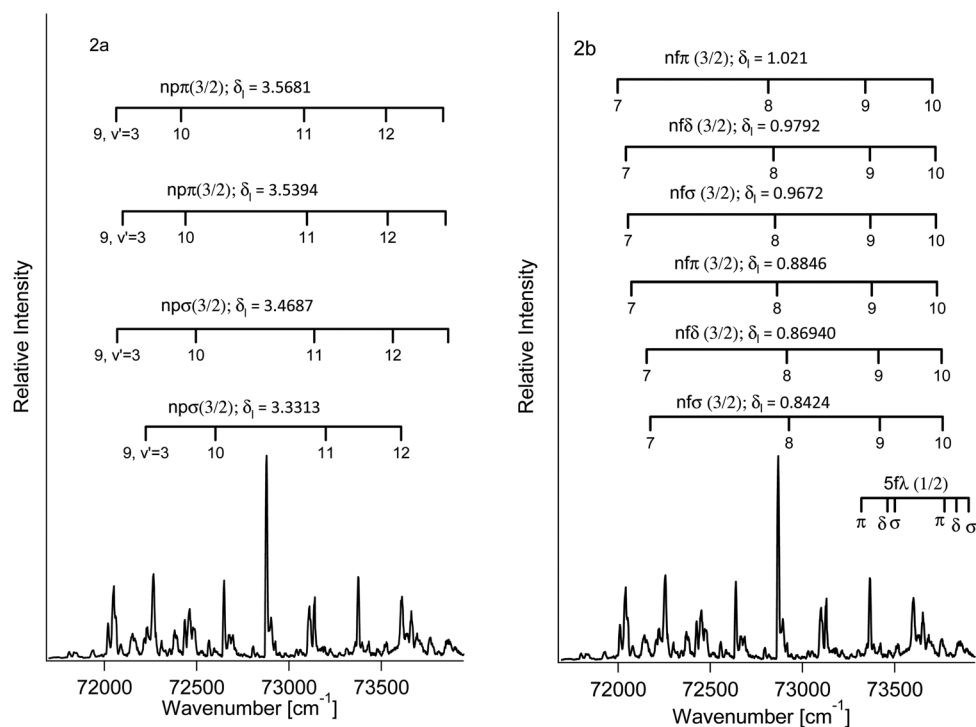 2a
npπ(3/2); δl = 3.5681
9, v'=3 10 11 12
npπ(3/2); δl = 3.5394
9, v'=3 10 11 12
npσ(3/2); δl = 3.4687
9, v'=3 10 11 12
npσ(3/2); δl = 3.3313
9, v'=3 10 11 12
Relative Intensity
72000 72500 73000 73500
Wavenumber [cm-1]
2b
nfπ (3/2); δl = 1.021
7 8 9 10
nfδ (3/2); δl = 0.9792
7 8 9 10
nfσ (3/2); δl = 0.9672
7 8 9 10
nfπ (3/2); δl = 0.8846
7 8 9 10
nfδ (3/2); δl = 0.86940
7 8 9 10
nfσ (3/2); δl = 0.8424
7 8 9 10
5fλ (1/2)
π δ σ π δ σ
Relative Intensity
72000 72500 73000 73500
Wavenumber [cm-1]